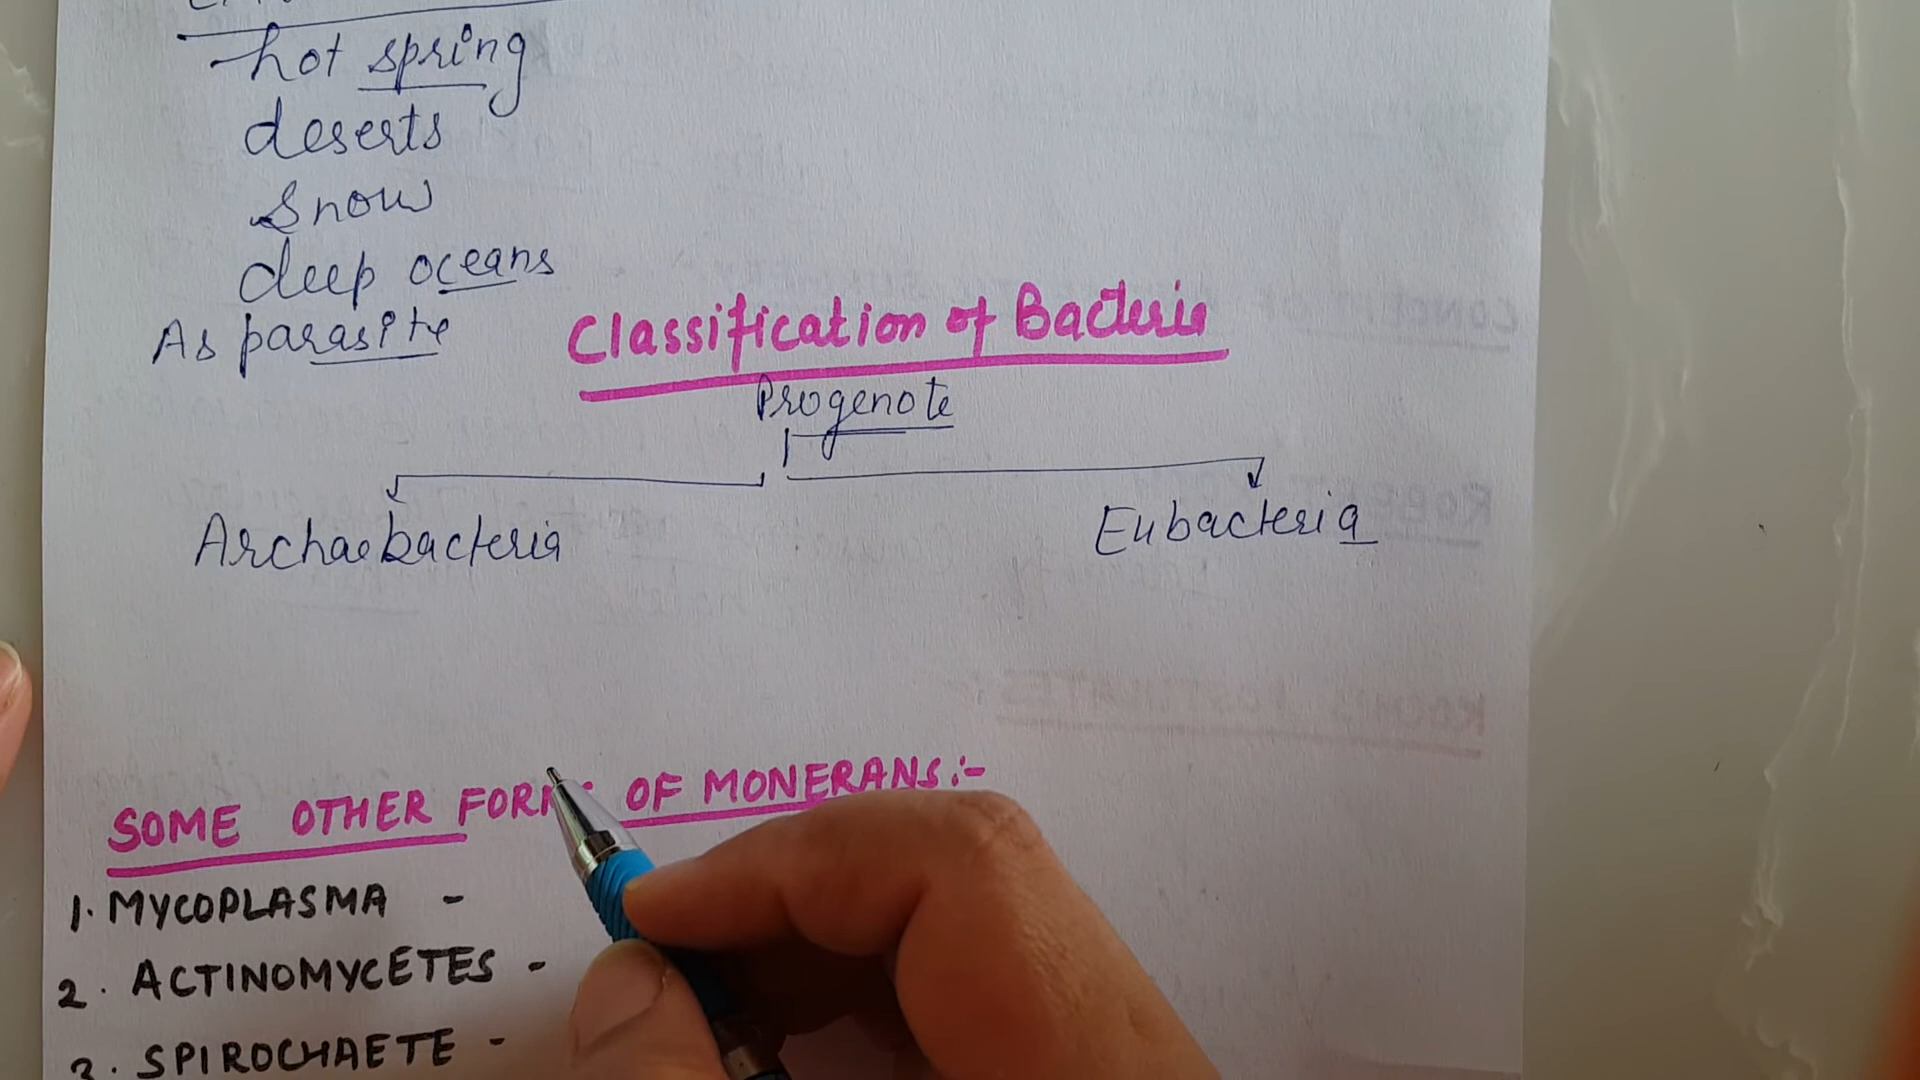 hot spring
deserts
Snow
deep oceans
As parasite
Classification of Bacteria
Progenote
Archaebacteria
Eubacteria
SOME OTHER FORMS OF MONERANS:-
1. MYCOPLASMA -
2. ACTINOMYCETES -
3. SPIROCHAETE -